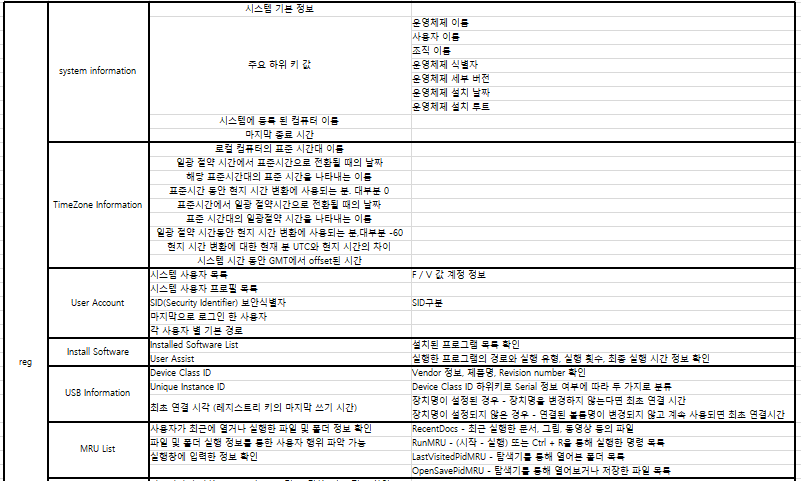 reg
system information
시스템 기본 정보
주요 하위 키 값
운영체제 이름
사용자 이름
조직 이름
운영체제 식별자
운영체제 세부 버전
운영체제 설치 날짜
운영체제 설치 루트
시스템에 등록 된 컴퓨터 이름
마지막 종료 시간
TimeZone Information
로컬 컴퓨터의 표준 시간대 이름
일광 절약 시간에서 표준시간으로 전환될 때의 날짜
해당 표준시간대의 표준 시간을 나타내는 이름
표준시간 동안 현지 시간 변환에 사용되는 분. 대부분 0
표준시간에서 일광 절약시간으로 전환될 때의 날짜
표준 시간대의 일광절약 시간을 나타내는 이름
일광 절약 시간동안 현지 시간 변환에 사용되는 분.대부분 -60
현지 시간 변환에 대한 현재 분 UTC와 현지 시간의 차이
시스템 시간 동안 GMT에서 offset된 시간
User Account
시스템 사용자 목록
F / V 값 계정 정보
시스템 사용자 프로필 목록
SID(Security Identifier) 보안식별자
SID구분
마지막으로 로그인 한 사용자
각 사용자 별 기본 경로
Install Software
Installed Software List
설치된 프로그램 목록 확인
User Assist
실행한 프로그램의 경로와 실행 유형, 실행 횟수, 최종 실행 시간 정보 확인
USB Information
Device Class ID
Vendor 정보, 제품명, Revision number 확인
Unique Instance ID
Device Class ID 하위키로 Serial 정보 여부에 따라 두 가지로 분류
최초 연결 시각 (레지스트리 키의 마지막 쓰기 시간)
장치명이 설정된 경우 - 장치명을 변경하지 않는다면 최초 연결 시간
장치명이 설정되지 않은 경우 - 연결된 볼륨명이 변경되지 않고 계속 사용되면 최초 연결시간
MRU List
사용자가 최근에 열거나 실행한 파일 및 폴더 정보 확인
RecentDocs - 최근 실행한 문서, 그림, 동영상 등의 파일
파일 및 폴더 실행 정보를 통한 사용자 행위 파악 가능
RunMRU - (시작 - 실행) 또는 Ctrl + R을 통해 실행한 명령 목록
실행창에 입력한 정보 확인
LastVisitedPidMRU - 탐색기를 통해 열어본 폴더 목록
OpenSavePidMRU - 탐색기를 통해 열어보거나 저장한 파일 목록